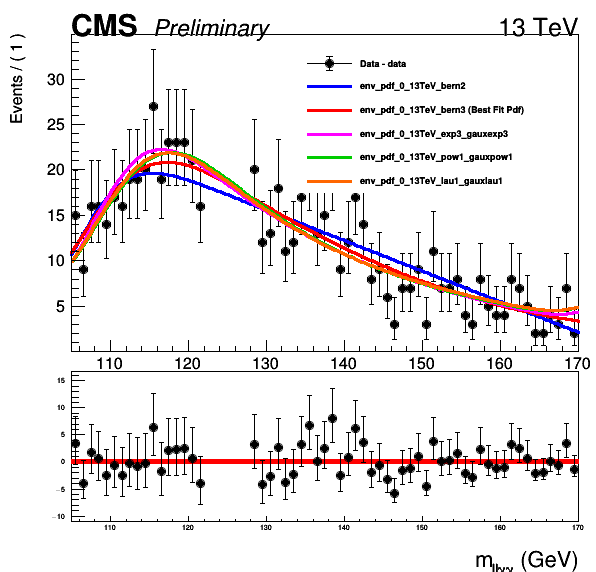 CMS Preliminary 13 TeV
Events / ( 1 )
30
25
20
15
10
5
Data - data
env_pdf_0_13TeV_bern2
env_pdf_0_13TeV_bern3 (Best Fit Pdf)
env_pdf_0_13TeV_exp3_gauxexp3
env_pdf_0_13TeV_pow1_gauxpow1
env_pdf_0_13TeV_lau1_gauxlau1
110 120 130 140 150 160 170
15
10
5
0
-5
-10
110 120 130 140 150 160 170
m_{llγγ} (GeV)